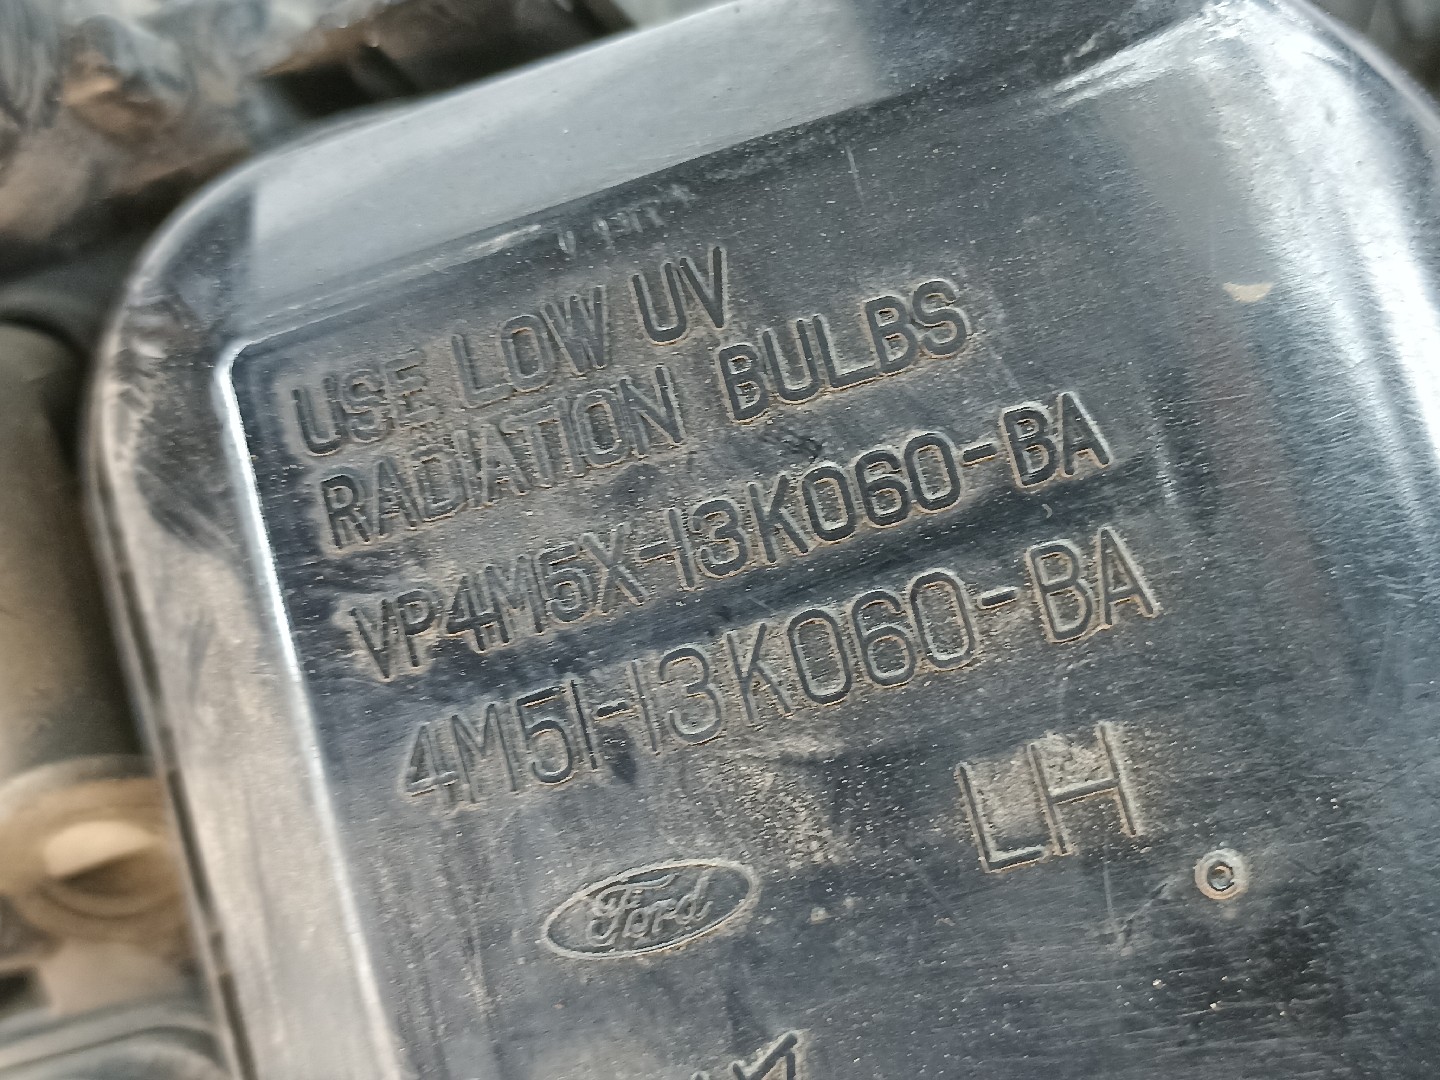 USE LOW UV
RADIATION BULBS
VP4M5X-13K060-BA
4M51-13K060-BA
LH
Ford